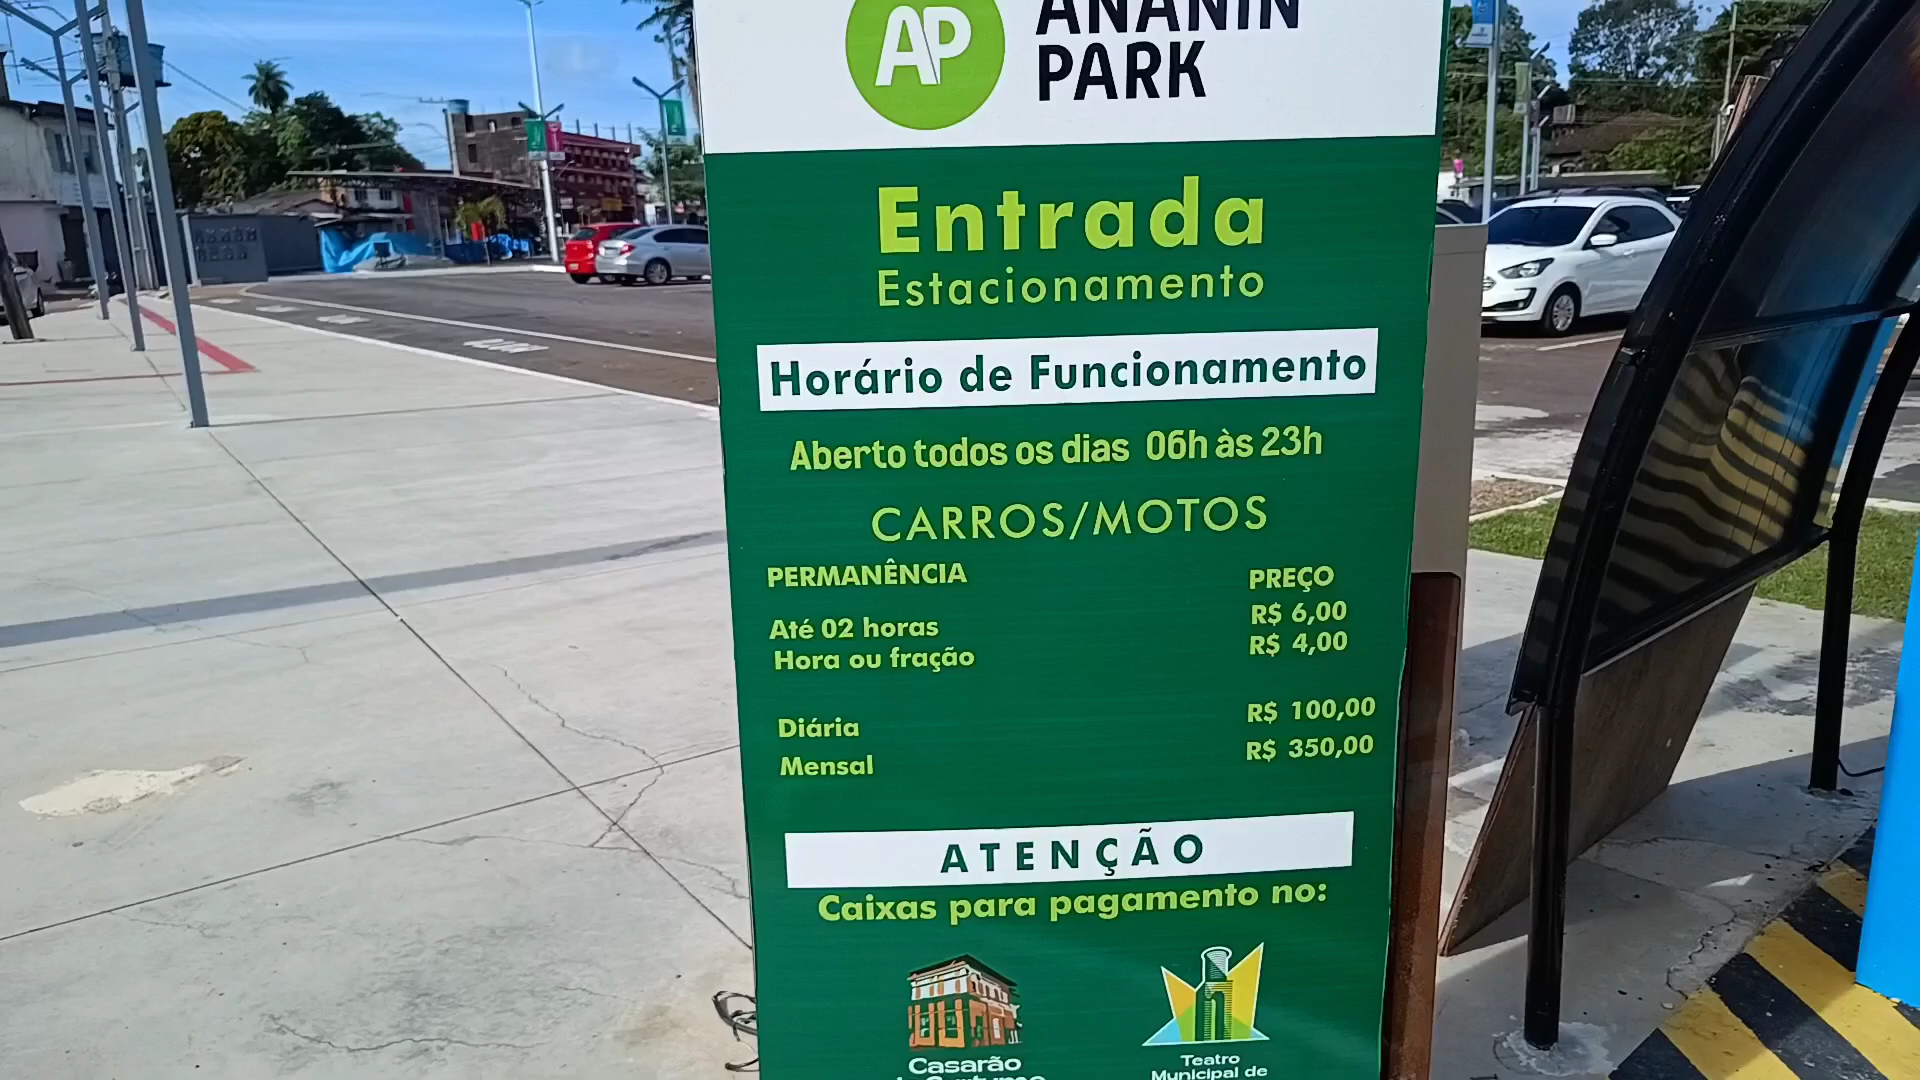 AP
ANANIN
PARK
Entrada
Estacionamento
Horário de Funcionamento
Aberto todos os dias 06h às 23h
CARROS/MOTOS
PERMANÊNCIA PREÇO
Até 02 horas R$ 6,00
Hora ou fração R$ 4,00
Diária R$ 100,00
Mensal R$ 350,00
ATENÇÃO
Caixas para pagamento no:
Casarão
Teatro
Municipal de